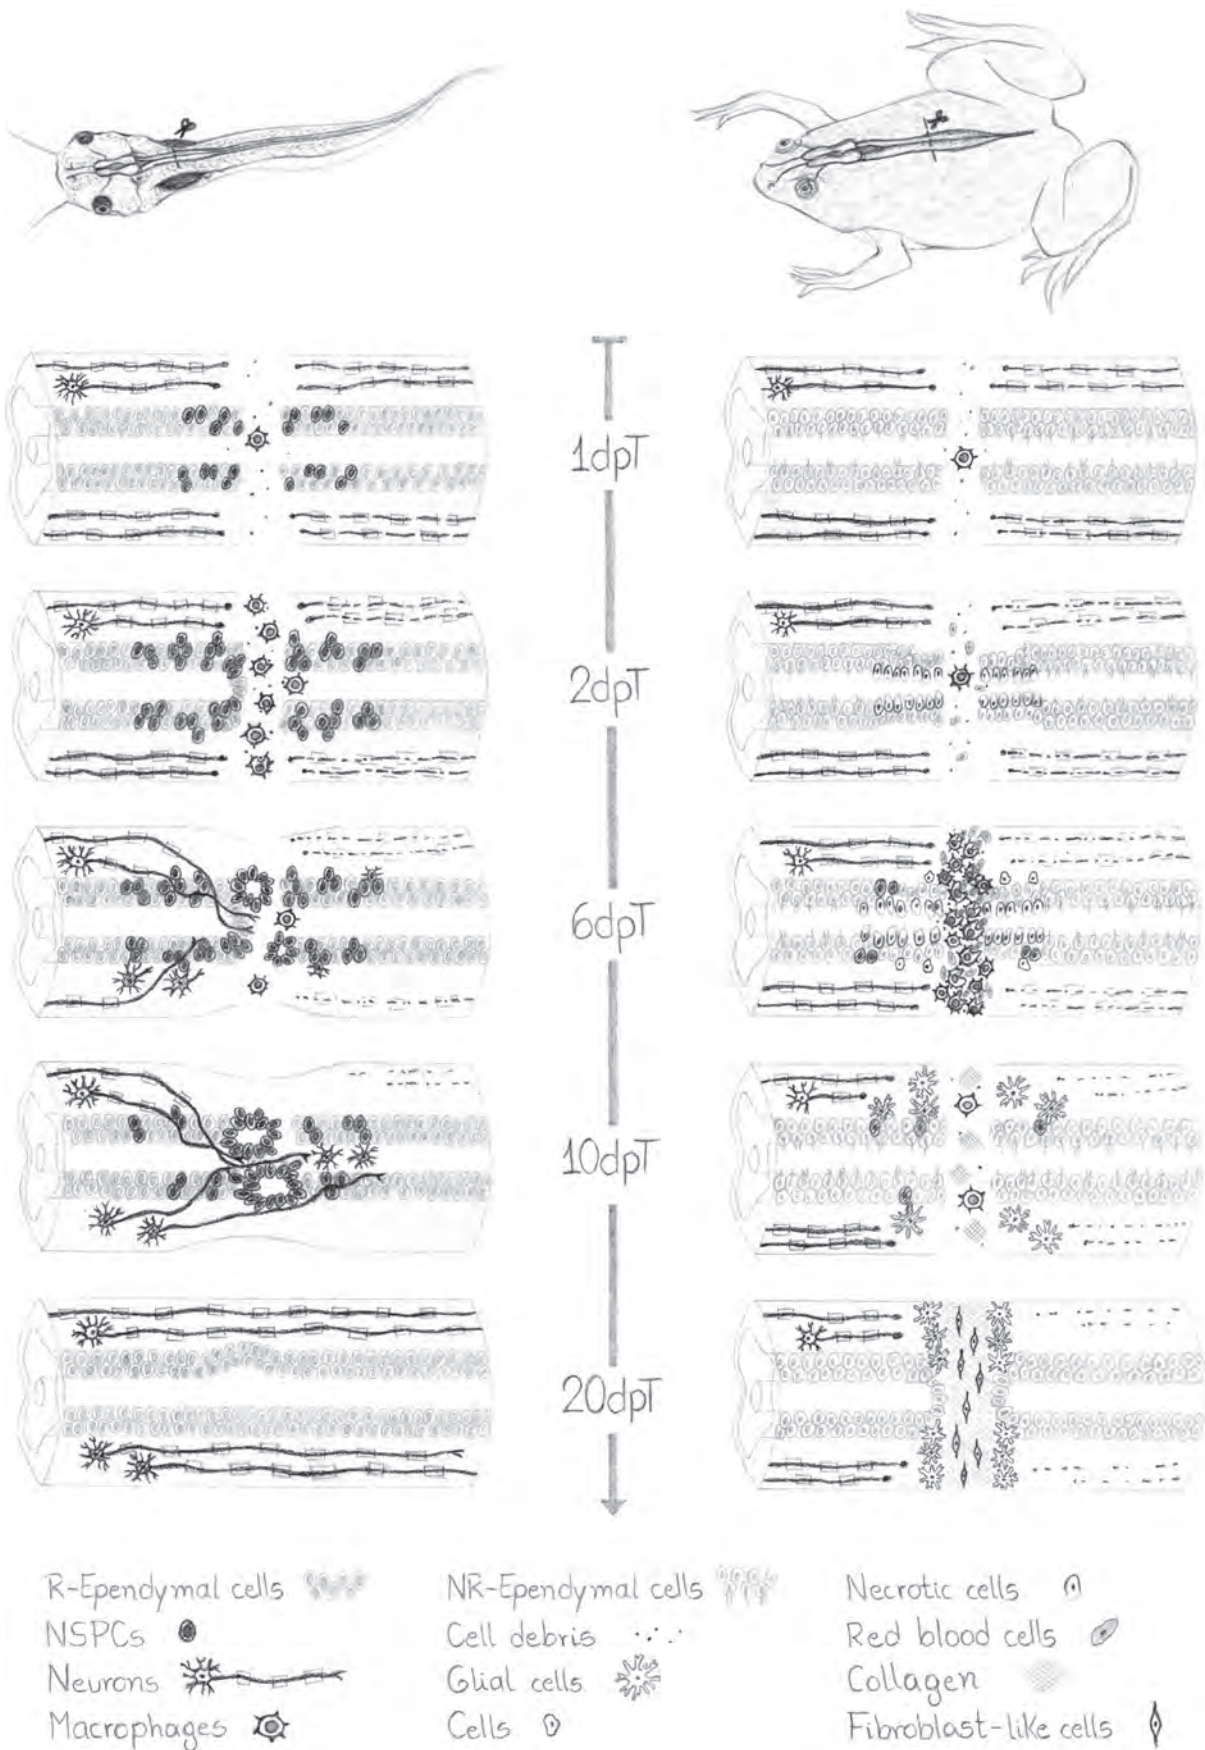 1dpT
2dpT
6dpT
10dpT
20dpT
R-Ependymal cells
NR-Ependymal cells
Necrotic cells
NSPCs
Cell debris
Red blood cells
Neurons
Glial cells
Collagen
Macrophages
Cells
Fibroblast-like cells